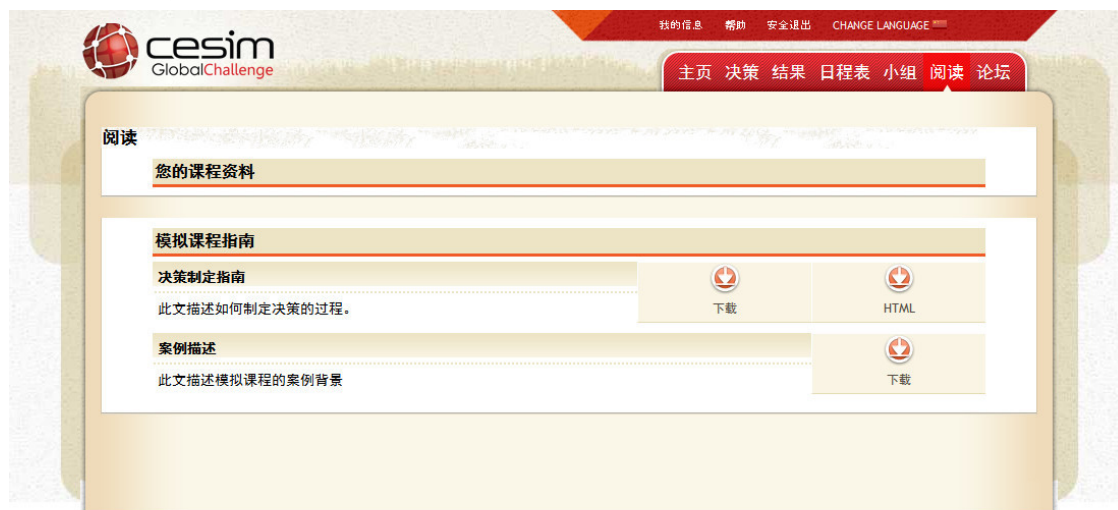 我的信息 帮助 安全退出 CHANGE LANGUAGE
cesim
GlobalChallenge
主页 决策 结果 日程表 小组 阅读 论坛
阅读
您的课程资料
模拟课程指南
决策制定指南
此文描述如何制定决策的过程。
下载 HTML
案例描述
此文描述模拟课程的案例背景
下载